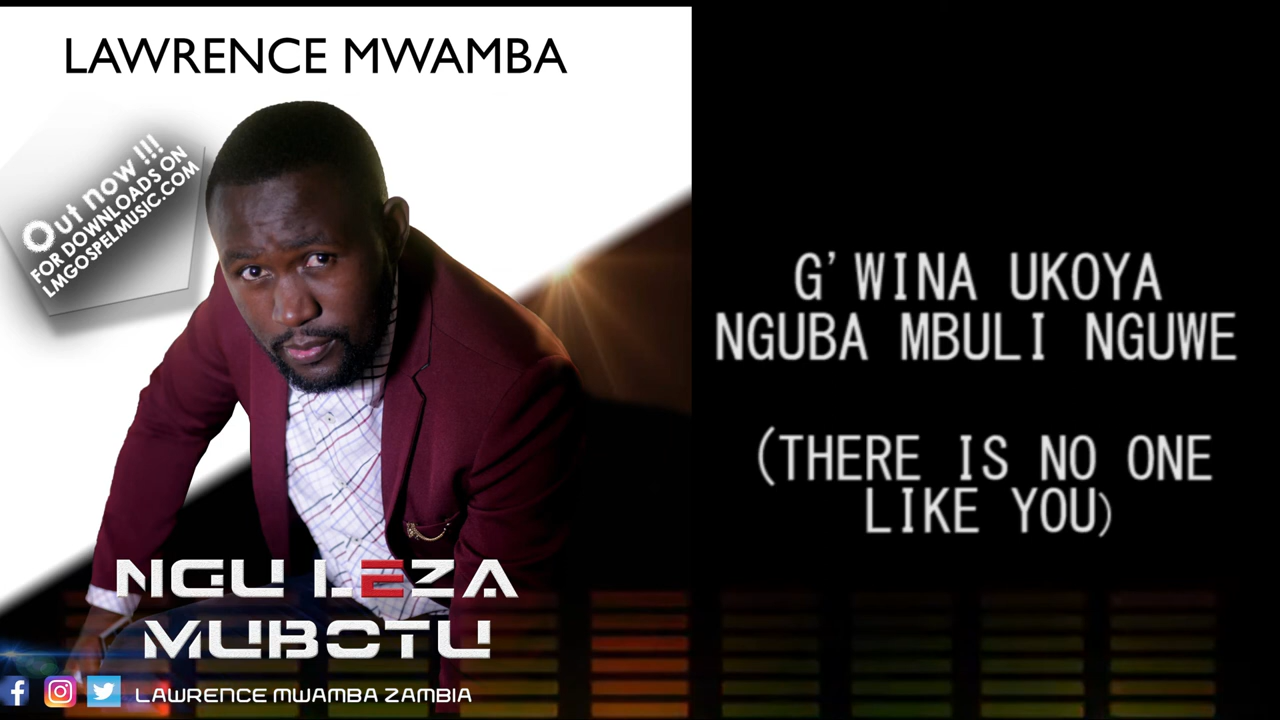 LAWRENCE MWAMBA
Out now !!!
FOR DOWNLOADS ON
LMGOSPELMUSIC.COM
NGU LEZA
MUBOTU
LAWRENCE MWAMBA ZAMBIA
G'WINA UKOYA
NGUBA MBULI NGUWE
(THERE IS NO ONE
LIKE YOU)